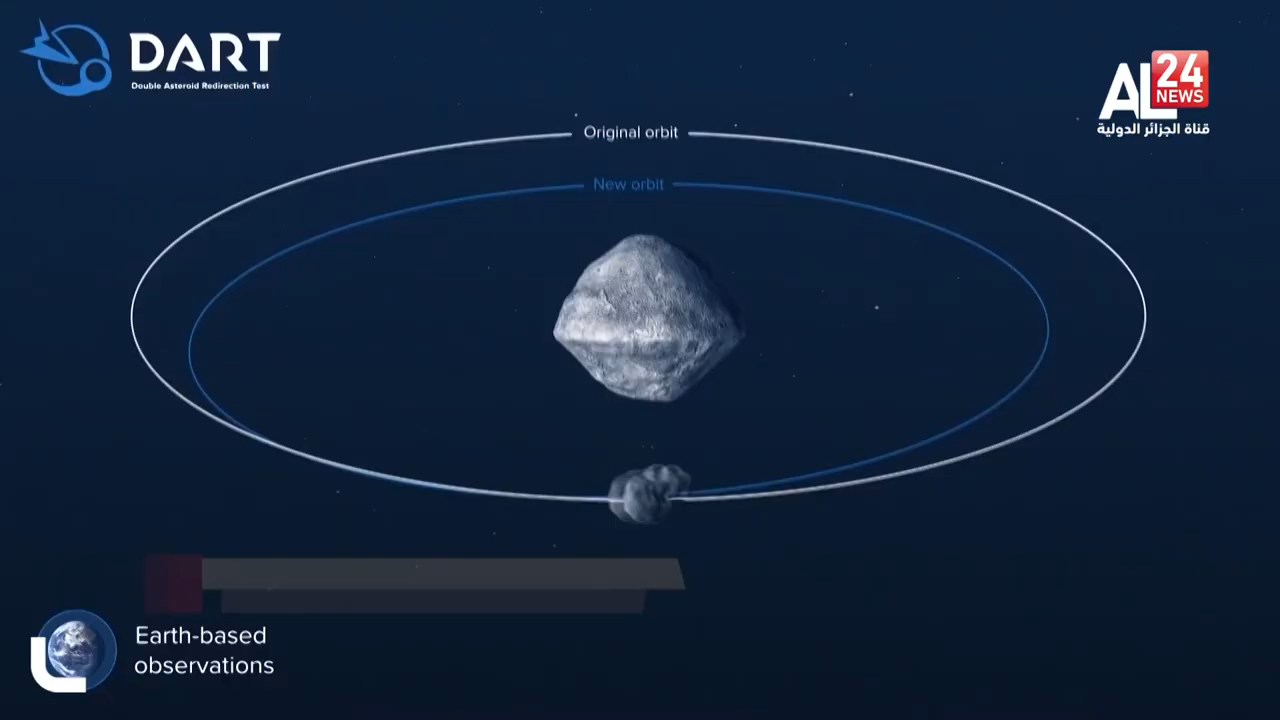 DART
Double Asteroid Redirection Test
AL
24
NEWS
قناة الجزائر الدولية
Original orbit
New orbit
Earth-based
observations